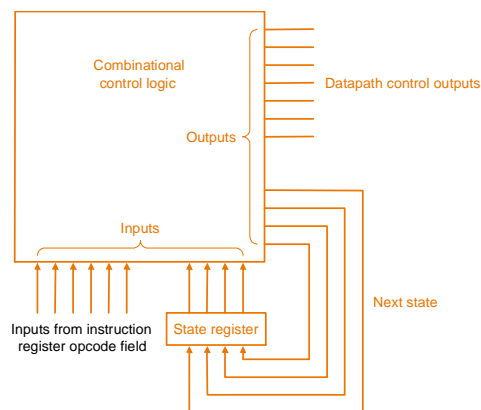 Combinational
control logic
Datapath control outputs
Outputs
Inputs
Next state
Inputs from instruction
register opcode field
State register